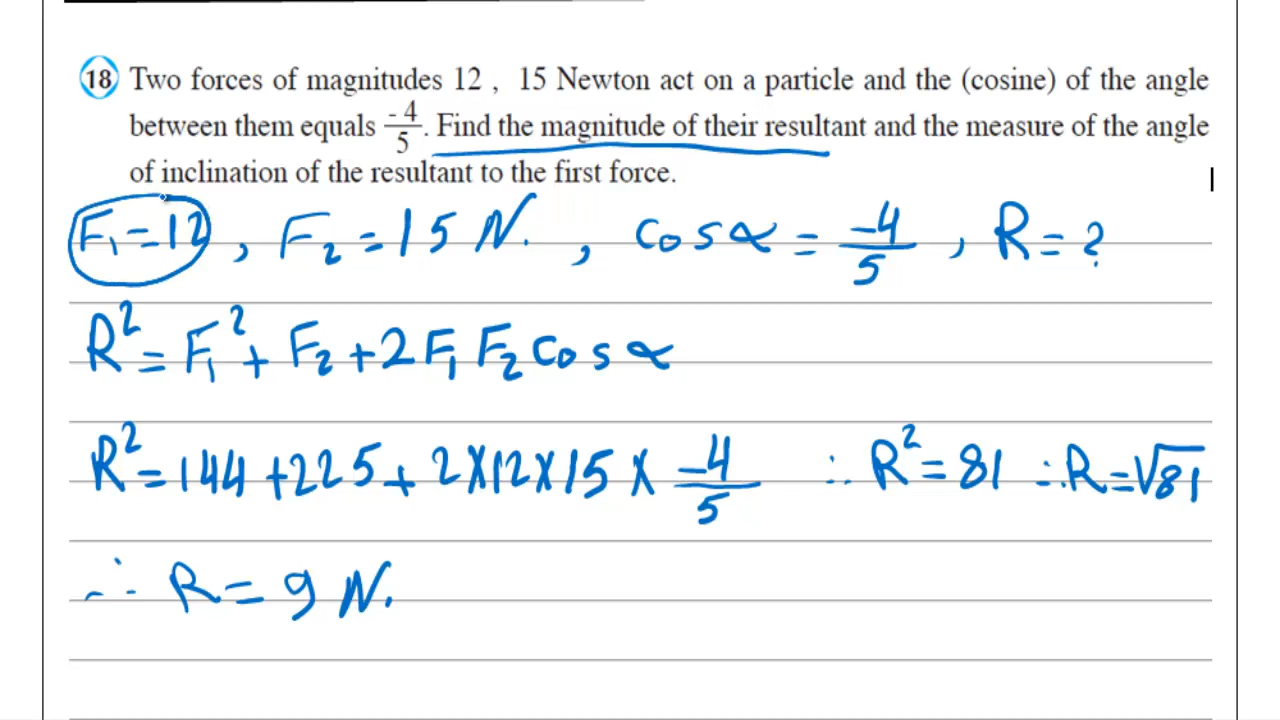 18 Two forces of magnitudes 12 , 15 Newton act on a particle and the (cosine) of the angle
between them equals -4/5. Find the magnitude of their resultant and the measure of the angle
of inclination of the resultant to the first force.
F₁ = 12 , F₂ = 15 N. , cos α = -4/5 , R = ?
R² = F₁² + F₂ + 2 F₁ F₂ cos α
R² = 144 + 225 + 2 × 12 × 15 × -4/5 ∴ R² = 81 ∴ R = √81
∴ R = 9 N.